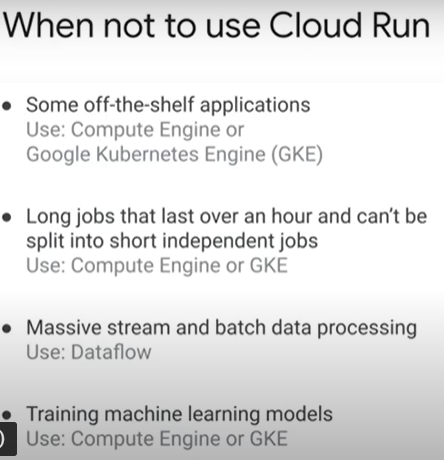 When not to use Cloud Run
• Some off-the-shelf applications
Use: Compute Engine or
Google Kubernetes Engine (GKE)
• Long jobs that last over an hour and can't be
split into short independent jobs
Use: Compute Engine or GKE
• Massive stream and batch data processing
Use: Dataflow
• Training machine learning models
Use: Compute Engine or GKE